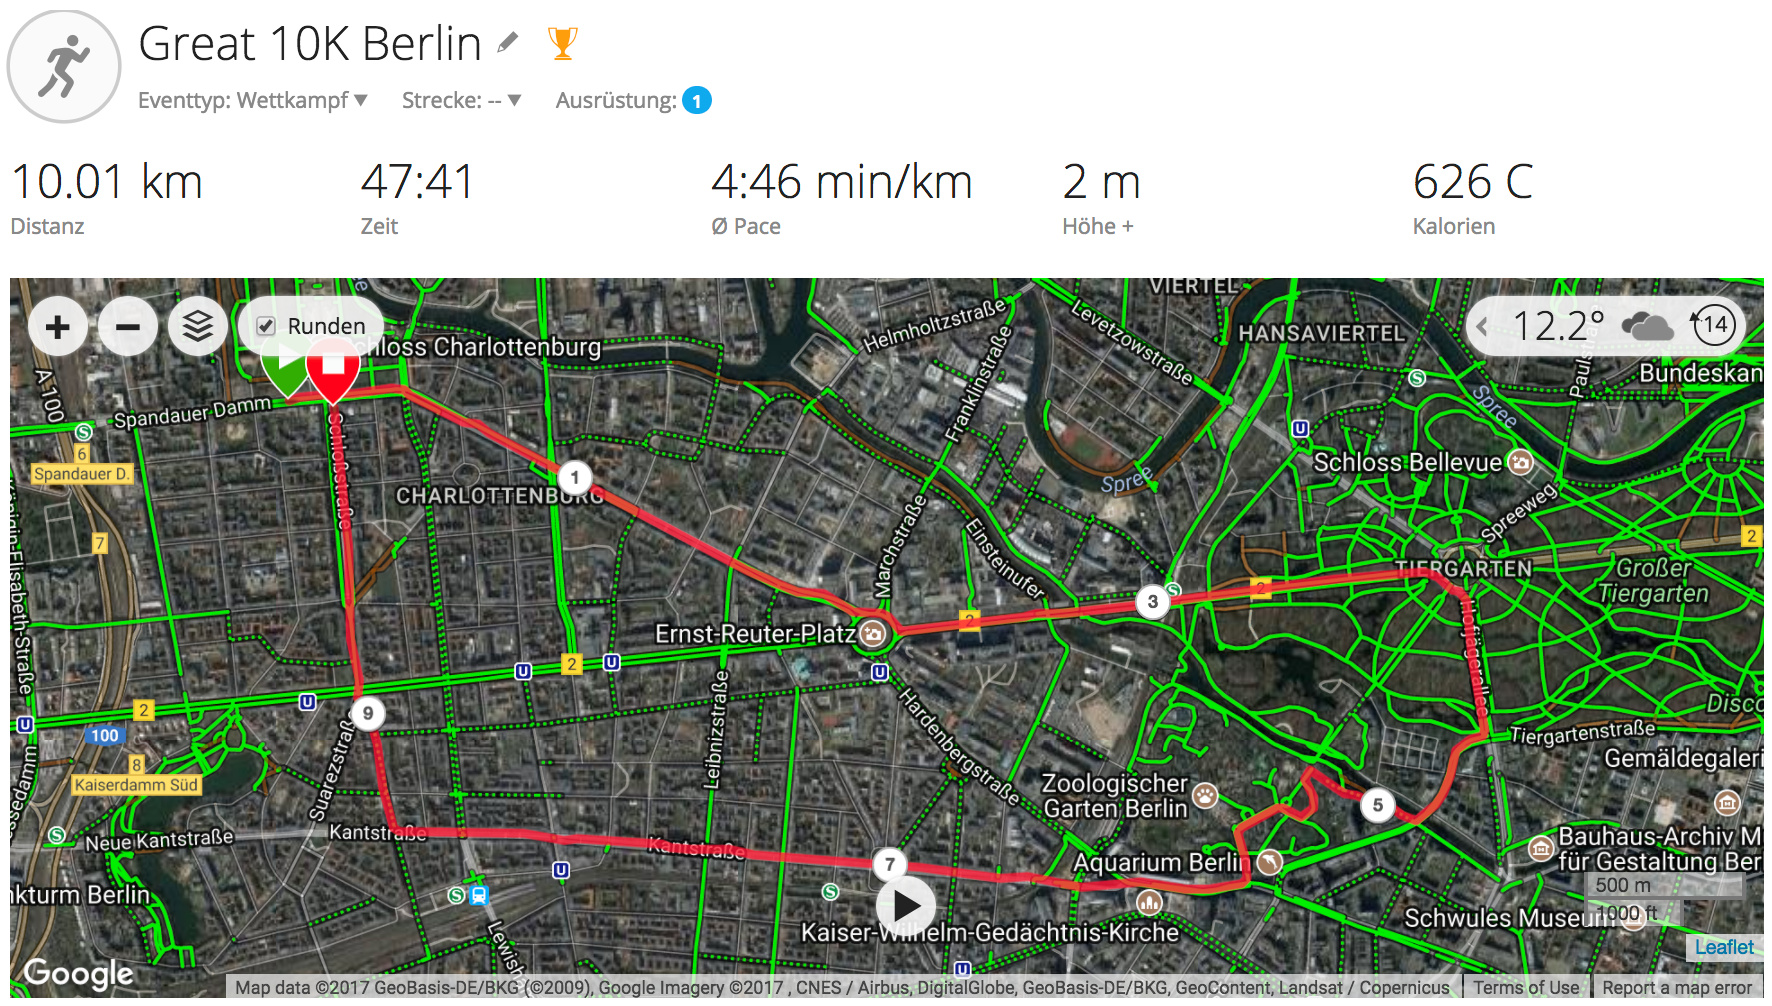 Great 10K Berlin
Eventtyp: Wettkampf Strecke: -- Ausrüstung: 1
10.01 km 47:41 4:46 min/km 2 m 626 C
Distanz Zeit Ø Pace Höhe + Kalorien
VIERTEL
+ − Runden
12.2° 14
Helmholtzstraße
Levetzowstraße
HANSAVIERTEL
Schloss Charlottenburg
Franklinstraße
Bundeskan
A 100
Spandauer Damm
Spree
S
6
Spandauer D.
U
Schloss Bellevue
Schloßstraße
1
CHARLOTTENBURG
Spree
Spreeweg
7
Marchstraße
Einsteinufer
2
TIERGARTEN
Großer
Tiergarten
Königin-Elisabeth-Straße
3
S
2
2
Hofjägerallee
Ernst-Reuter-Platz
2
U
U
U
U
Leibnizstraße
Hardenbergstraße
2
9
U
100
Disco
Tiergartenstraße
Gemäldegaleri
Suarezstraß
8
Kaiserdamm Süd
Zoologischer
Garten Berlin
5
S
Neue Kantstraße
Kantstraße
Kantstraße
Bauhaus-Archiv M
für Gestaltung Ber
7
Aquarium Berlin
U
S
S
nkturm Berlin
500 m
1000 ft
Schwules Museum
Kaiser-Wilhelm-Gedächtnis-Kirche
Lewish
Leaflet
U
Google
Map data ©2017 GeoBasis-DE/BKG (©2009), Google Imagery ©2017 , CNES / Airbus, DigitalGlobe, GeoBasis-DE/BKG, GeoContent, Landsat / Copernicus Terms of Use Report a map error